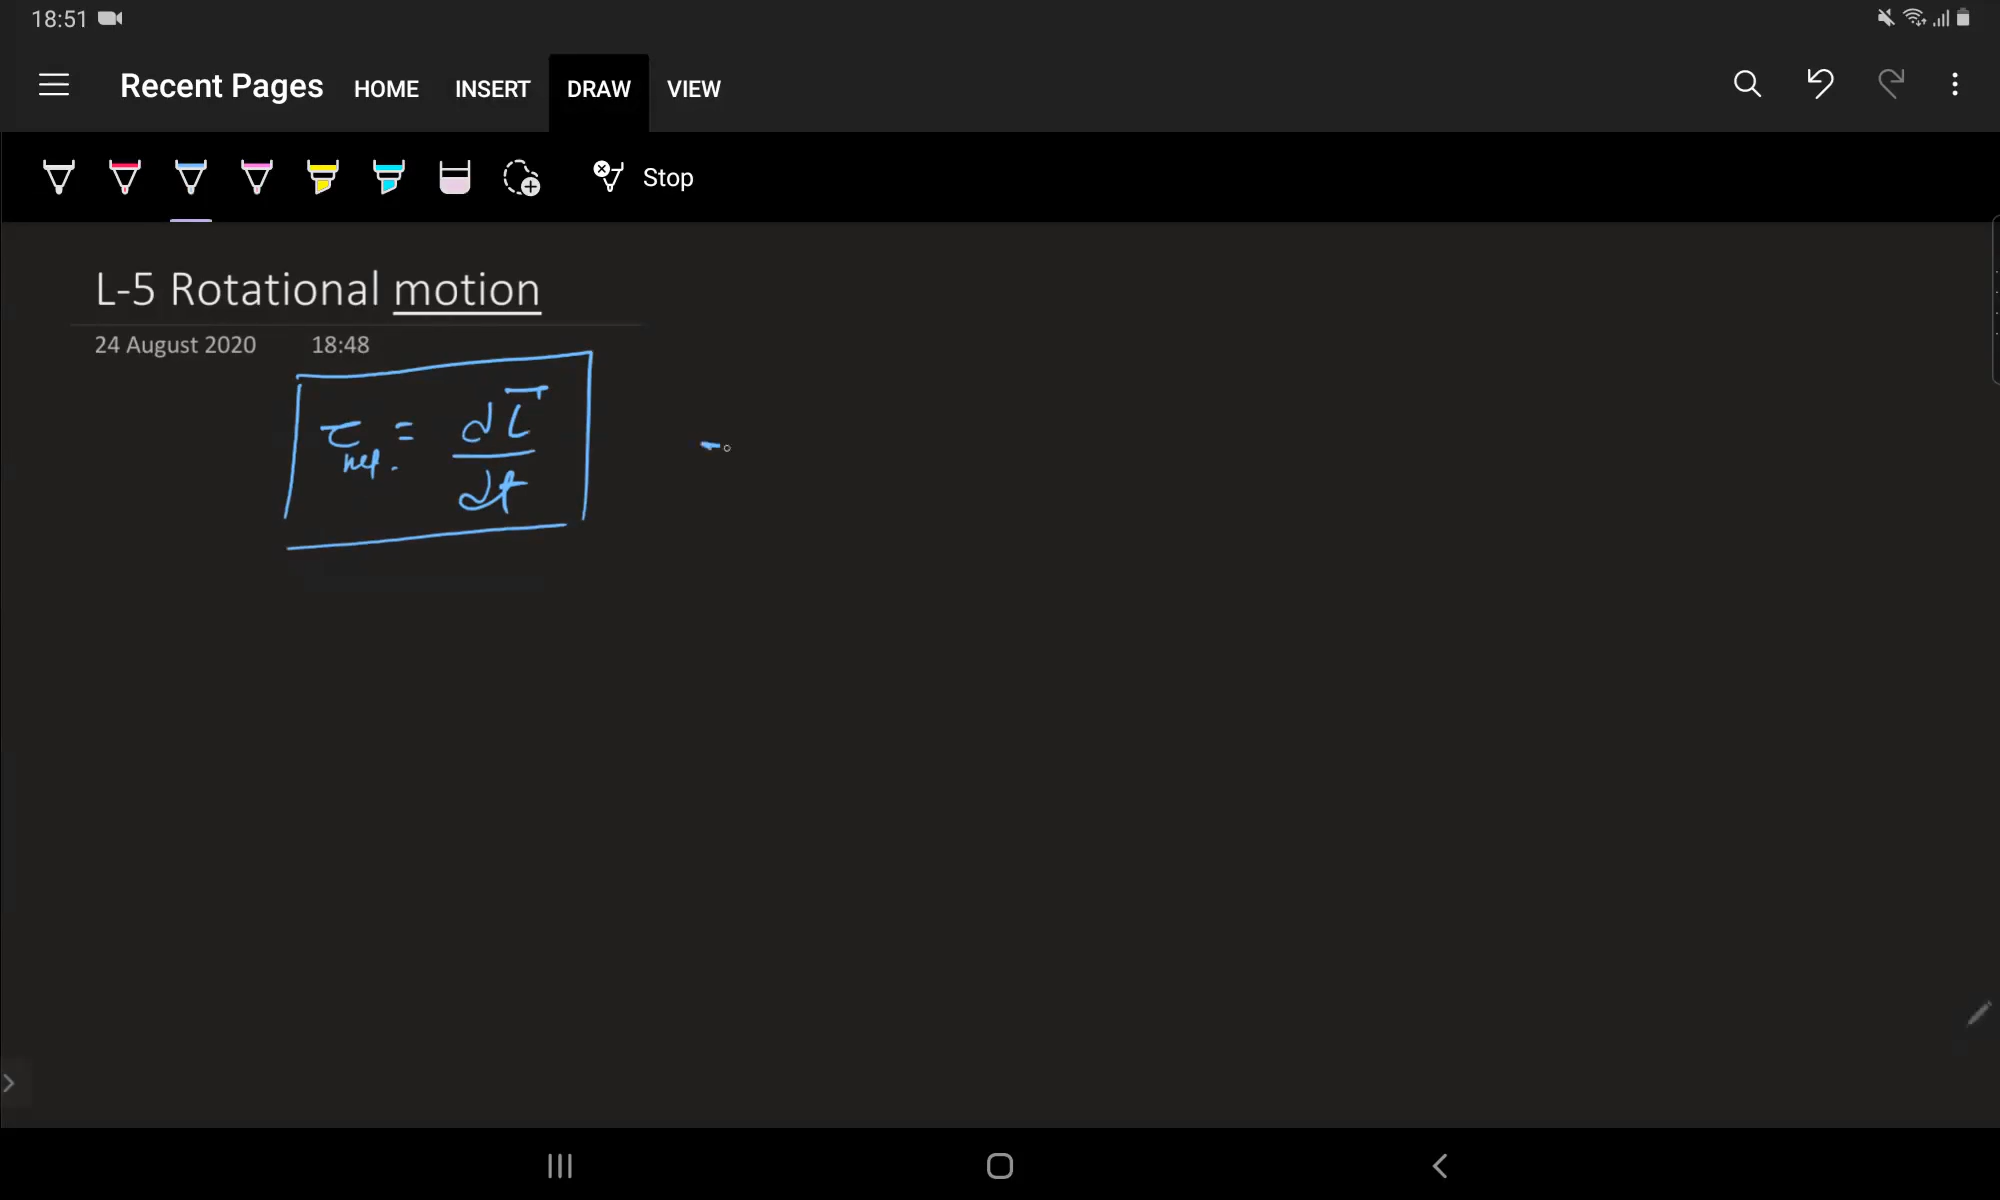 18:51
Recent Pages HOME INSERT DRAW VIEW
Stop
L-5 Rotational motion
24 August 2020 18:48
τ net. = dL⃗
dt